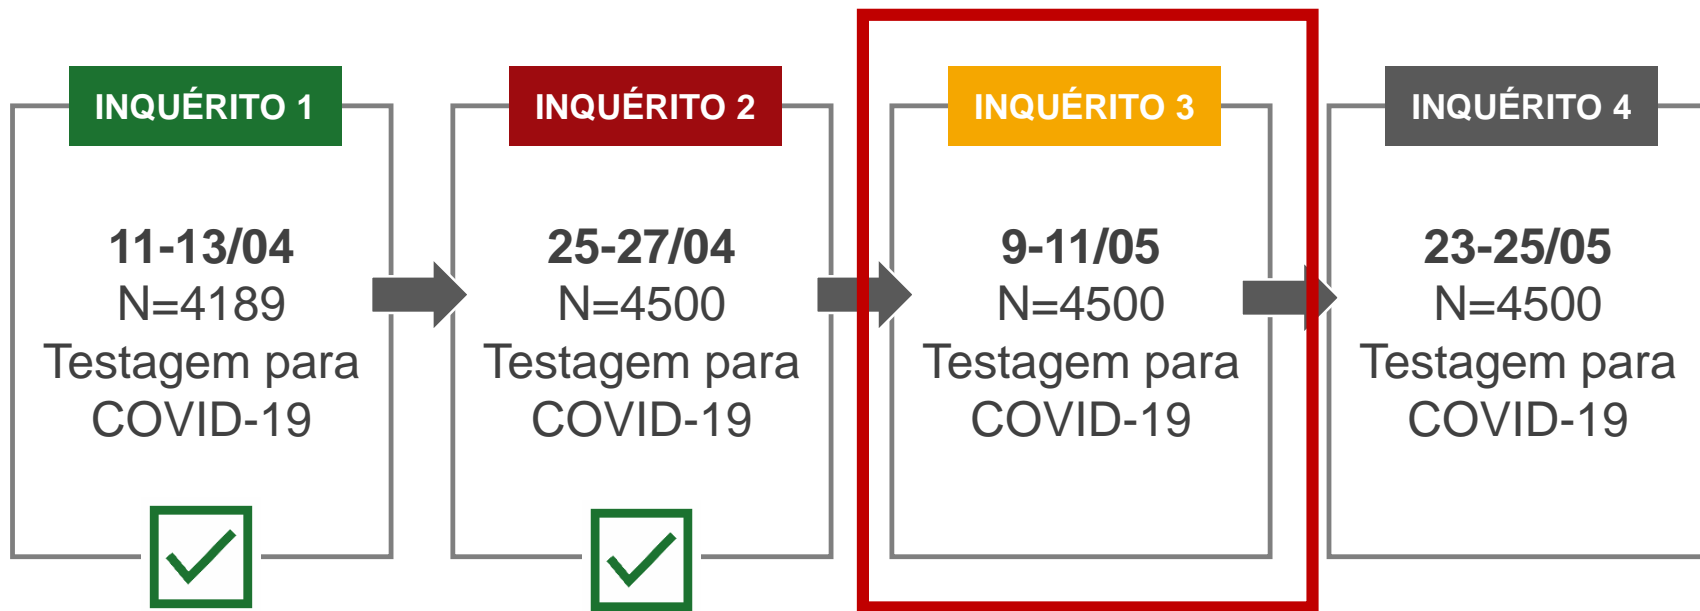 INQUÉRITO 1
11-13/04
N=4189
Testagem para
COVID-19
INQUÉRITO 2
25-27/04
N=4500
Testagem para
COVID-19
INQUÉRITO 3
9-11/05
N=4500
Testagem para
COVID-19
INQUÉRITO 4
23-25/05
N=4500
Testagem para
COVID-19